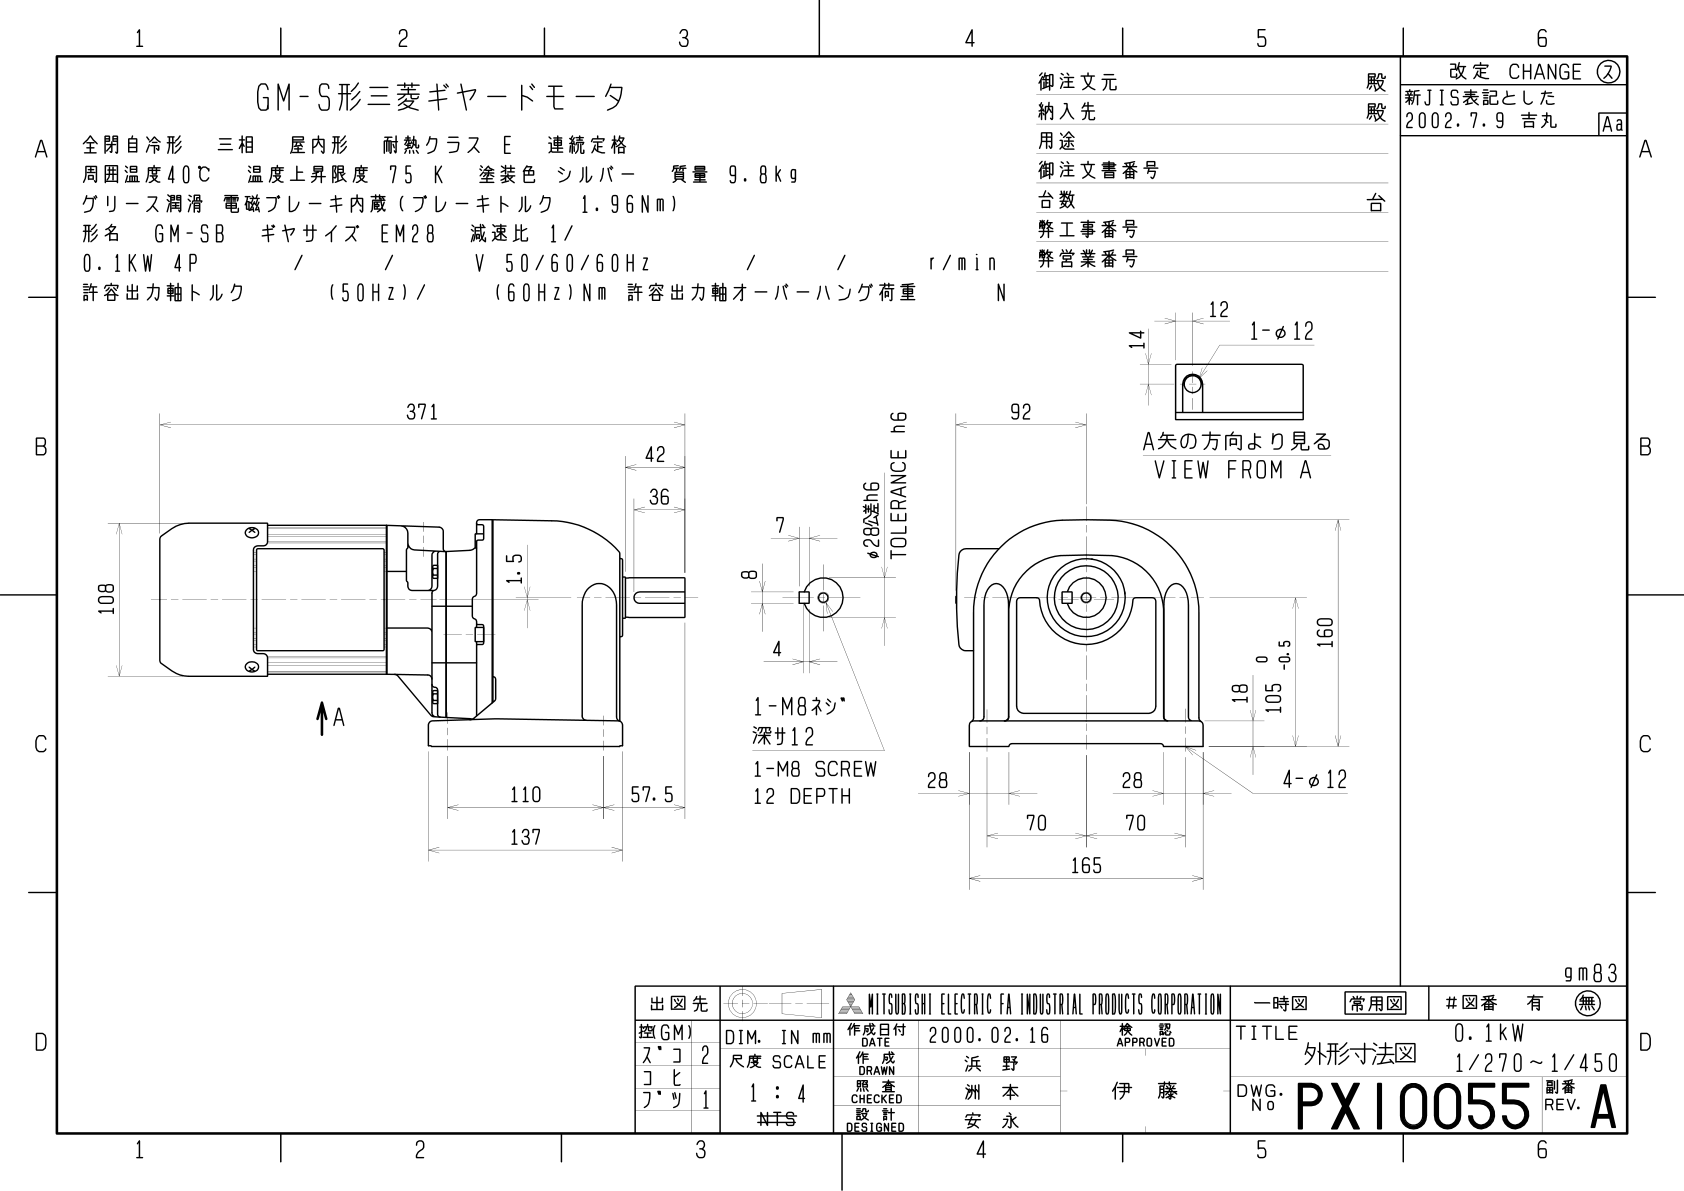 1 2 3 4 5 6
A
B
C
D
GM-S形三菱ギヤードモータ
全閉自冷形 三相 屋内形 耐熱クラス E 連続定格
周囲温度40℃ 温度上昇限度 75 K 塗装色 シルバー 質量 9.8kg
グリース潤滑 電磁ブレーキ内蔵(ブレーキトルク 1.96Nm)
形名 GM-SB ギヤサイズ EM28 減速比 1/
0.1KW 4P / / V 50/60/60Hz / / r/min
許容出力軸トルク (50Hz)/ (60Hz)Nm 許容出力軸オーバーハング荷重 N
御注文元 殿
納入先 殿
用途
御注文書番号
台数 台
弊工事番号
弊営業番号
改定 CHANGE ス
新JIS表記とした
2002.7.9 吉丸 Aa
12
14
1-φ12
A矢の方向より見る
VIEW FROM A
371
42
36
108
1.5
A
110
57.5
137
7
8
4
φ28公差h6
TOLERANCE h6
1-M8ネジ
深サ12
1-M8 SCREW
12 DEPTH
92
160
105 0 -0.5
18
28
28
4-φ12
70
70
165
gm83
出図先
控(GM)
ズコ 2
コヒ
ブツ 1
DIM. IN mm
尺度 SCALE
1 : 4
NTS
MITSUBISHI ELECTRIC FA INDUSTRIAL PRODUCTS CORPORATION
作成日付 DATE 2000.02.16
作成 DRAWN 浜野
照査 CHECKED 洲本
設計 DESIGNED 安永
検認 APPROVED
伊藤
一時図 常用図 #図番 有 無
TITLE 0.1kW
外形寸法図 1/270~1/450
DWG. No PX10055 副番 REV. A
1 2 3 4 5 6
A
B
C
D